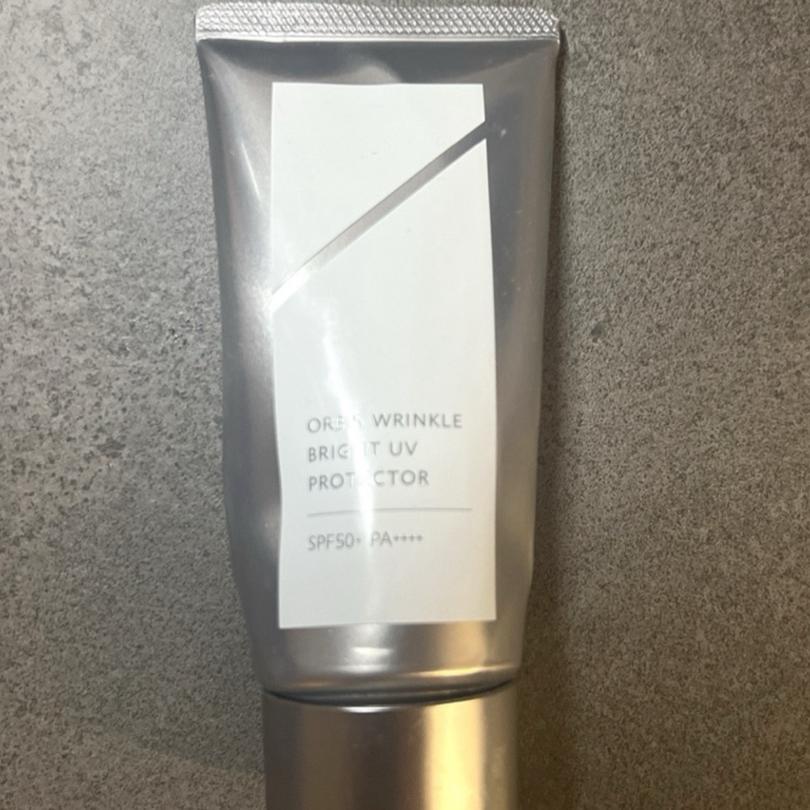 ORBIS WRINKLE
BRIGHT UV
PROTECTOR
SPF50+ PA++++